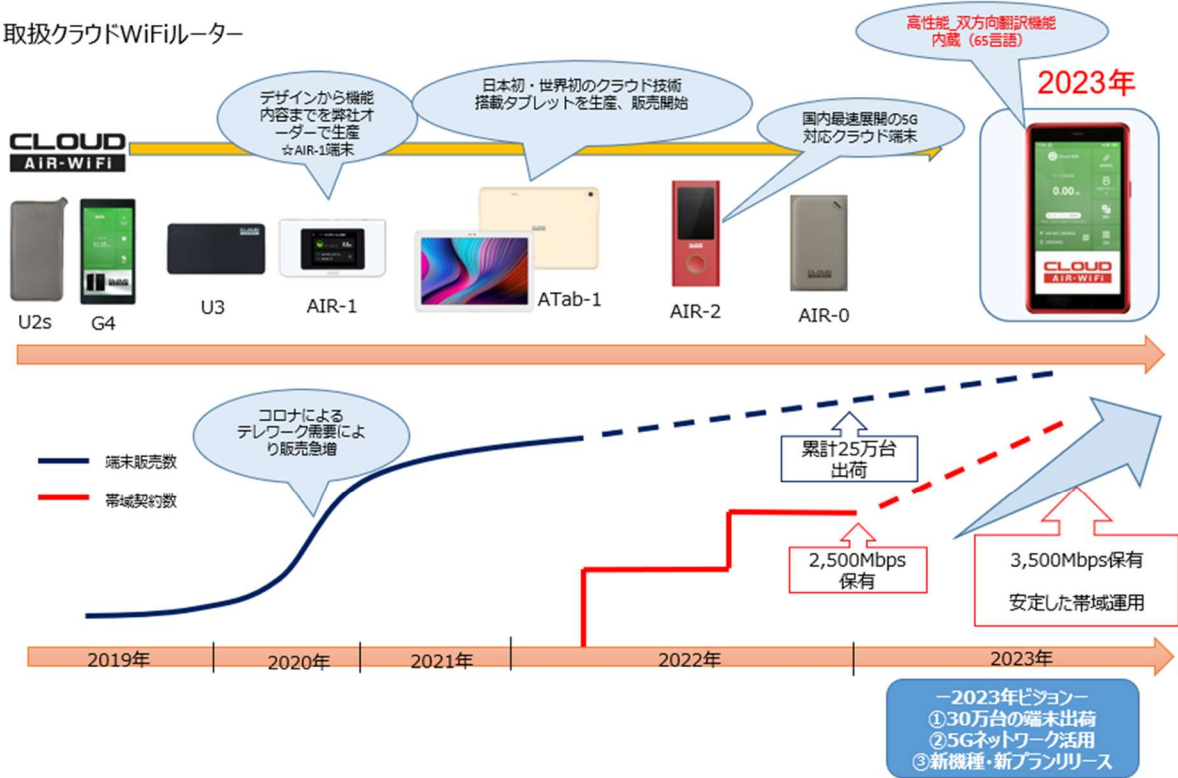 取扱クラウドWiFiルーター
高性能_双方向翻訳機能
内蔵（65言語）
2023年
デザインから機能
内容までを弊社オ
ーダーで生産
☆AIR-1端末
日本初・世界初のクラウド技術
搭載タブレットを生産、販売開始
国内最速展開の5G
対応クラウド端末
CLOUD
AiR-WiFi
U2s
G4
U3
AIR-1
ATab-1
AIR-2
AIR-0
0.00
CLOUD
AiR-WiFi
コロナによる
テレワーク需要によ
り販売急増
端末販売数
帯域契約数
累計25万台
出荷
2,500Mbps
保有
3,500Mbps保有
安定した帯域運用
2019年
2020年
2021年
2022年
2023年
－2023年ビジョン－
①30万台の端末出荷
②5Gネットワーク活用
③新機種・新プランリリース